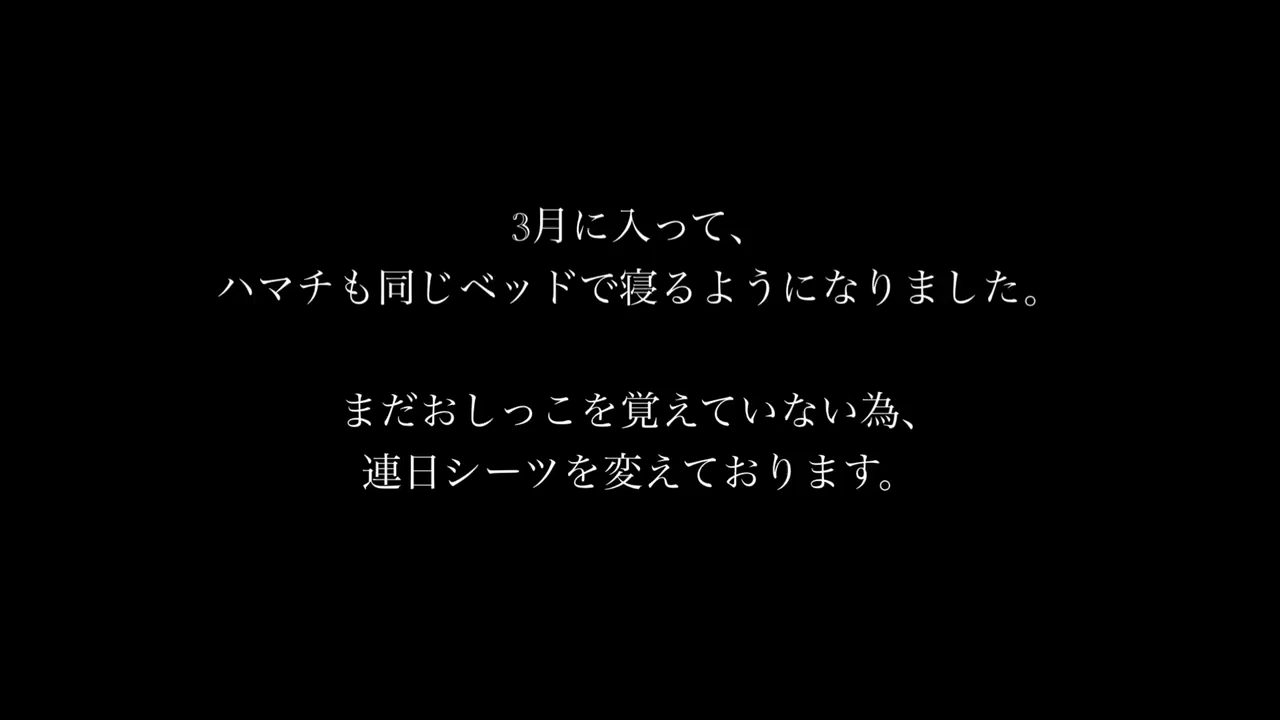 3月に入って、
ハマチも同じベッドで寝るようになりました。
まだおしっこを覚えていない為、
連日シーツを変えております。